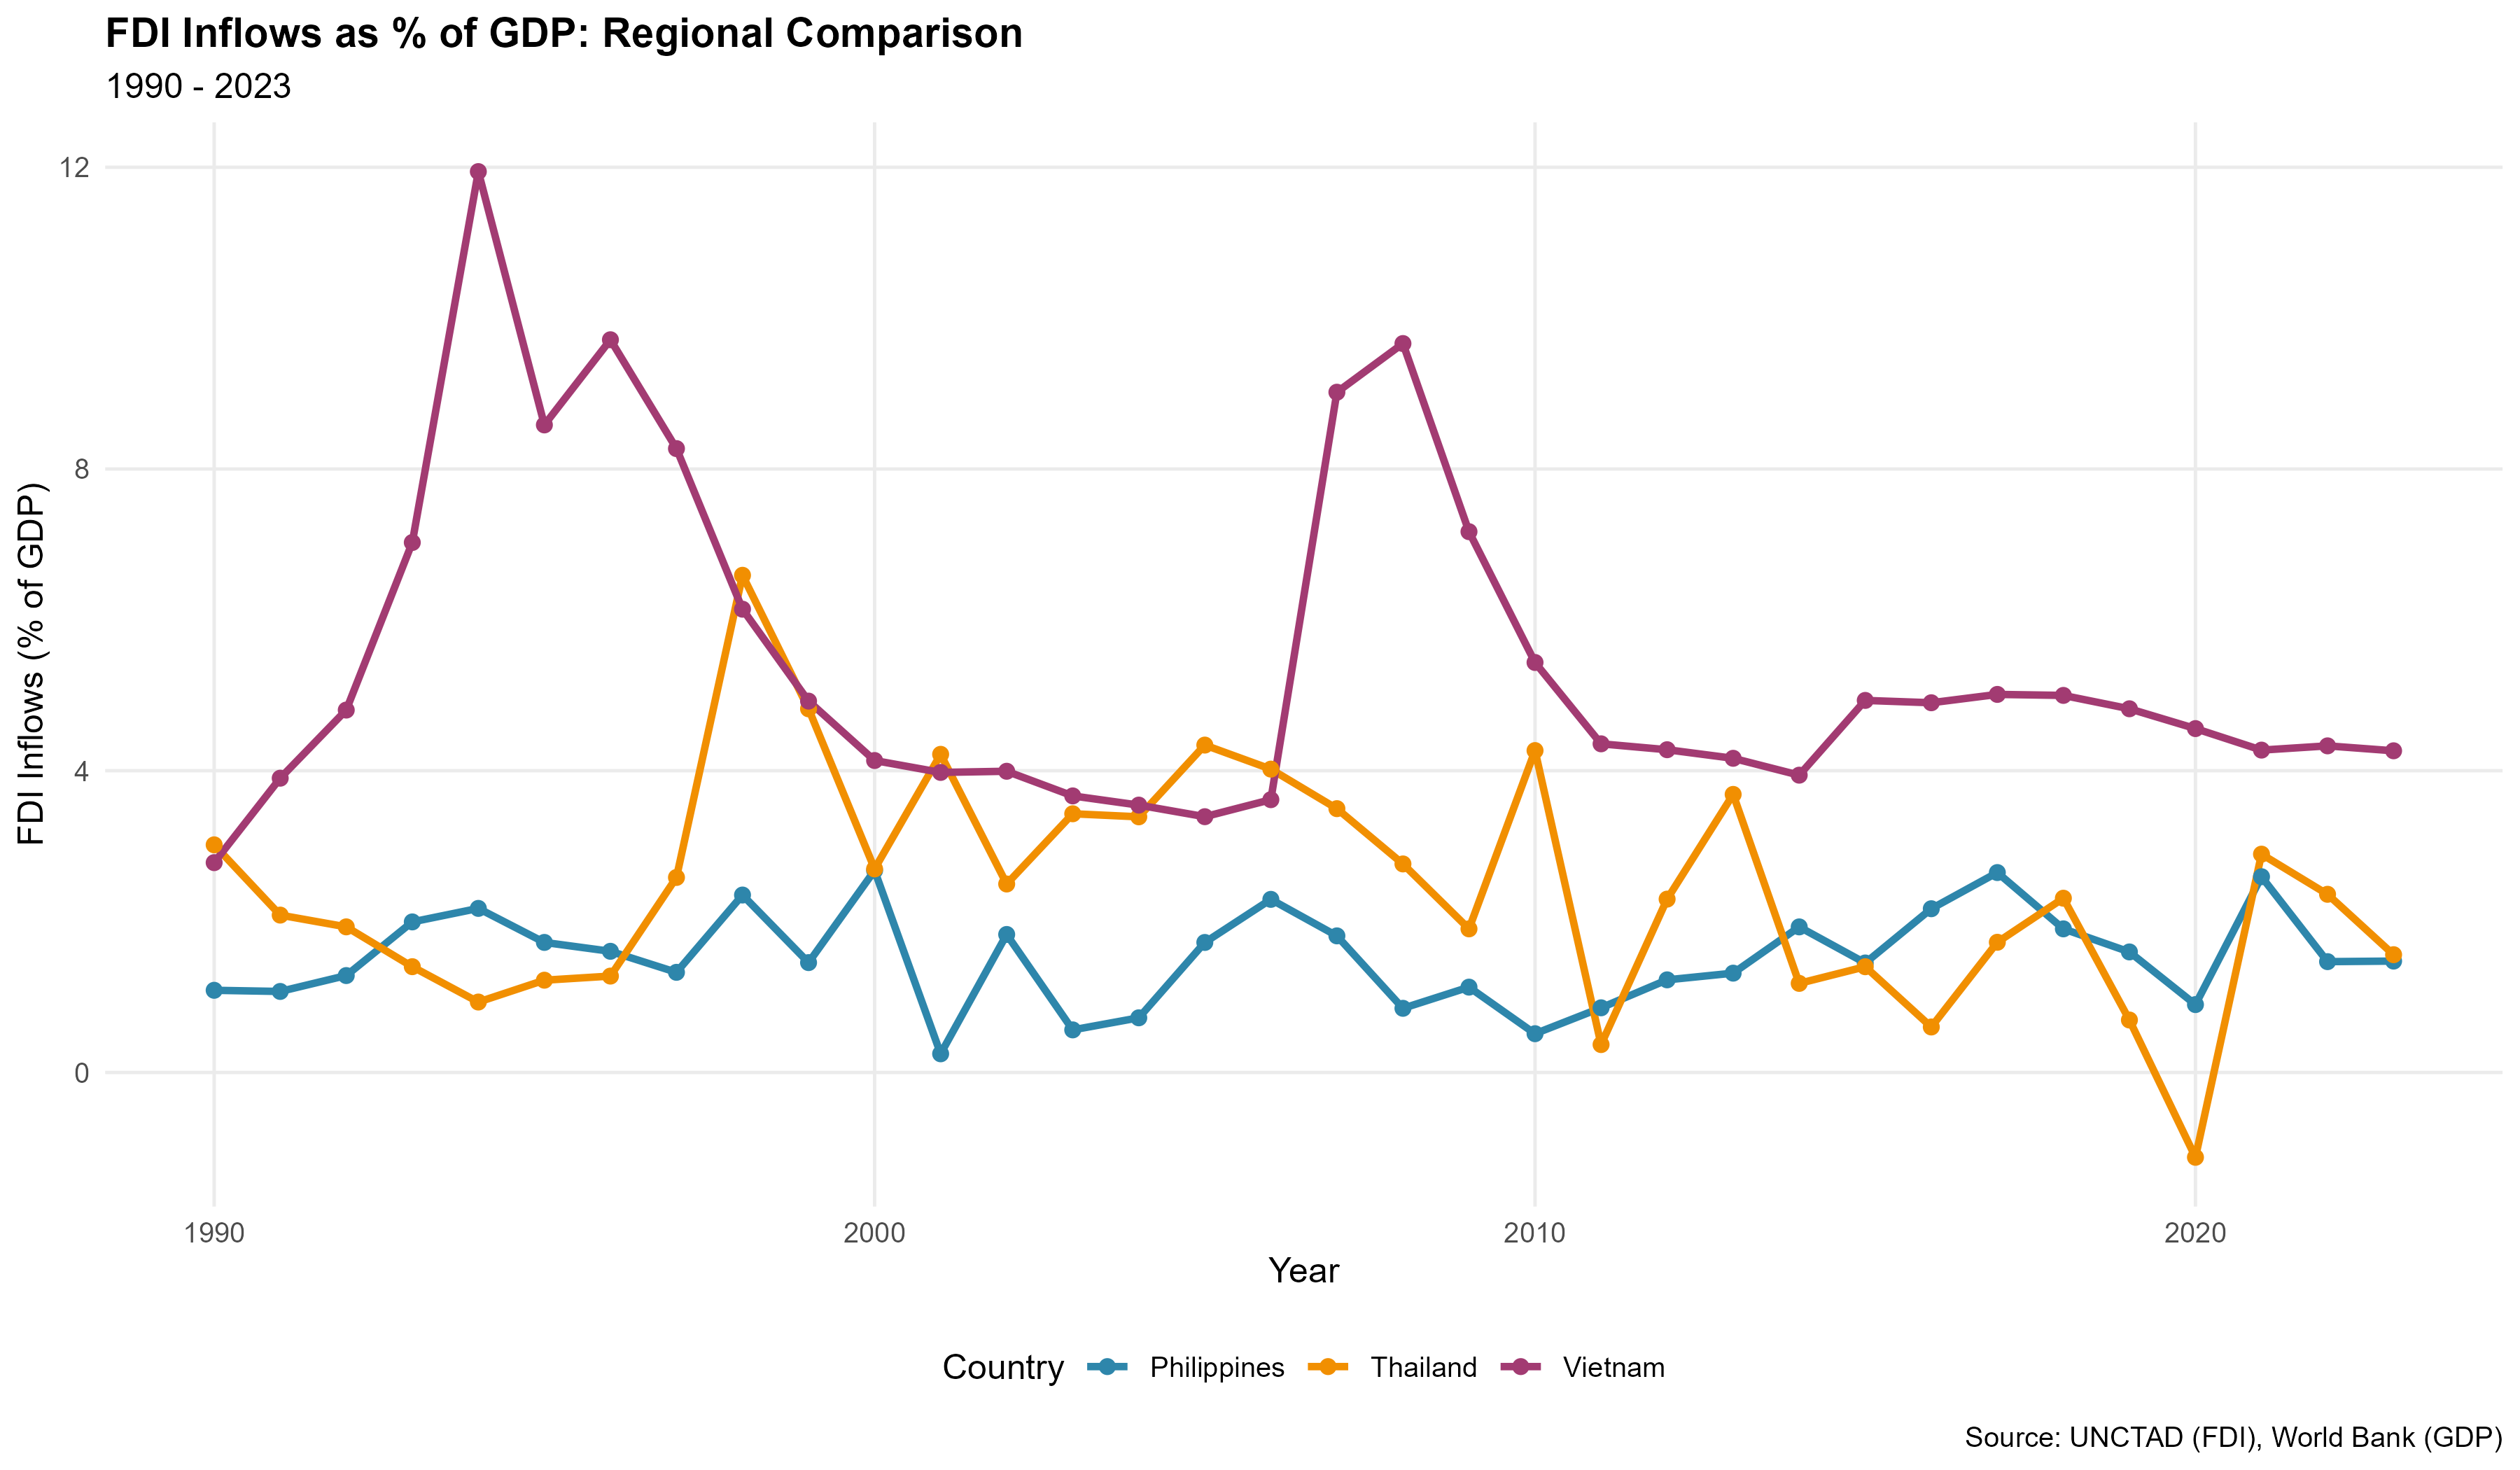 FDI Inflows as % of GDP: Regional Comparison
1990 - 2023
FDI Inflows (% of GDP)
12
8
4
0
1990 2000 2010 2020
Year
Country Philippines Thailand Vietnam
Source: UNCTAD (FDI), World Bank (GDP)